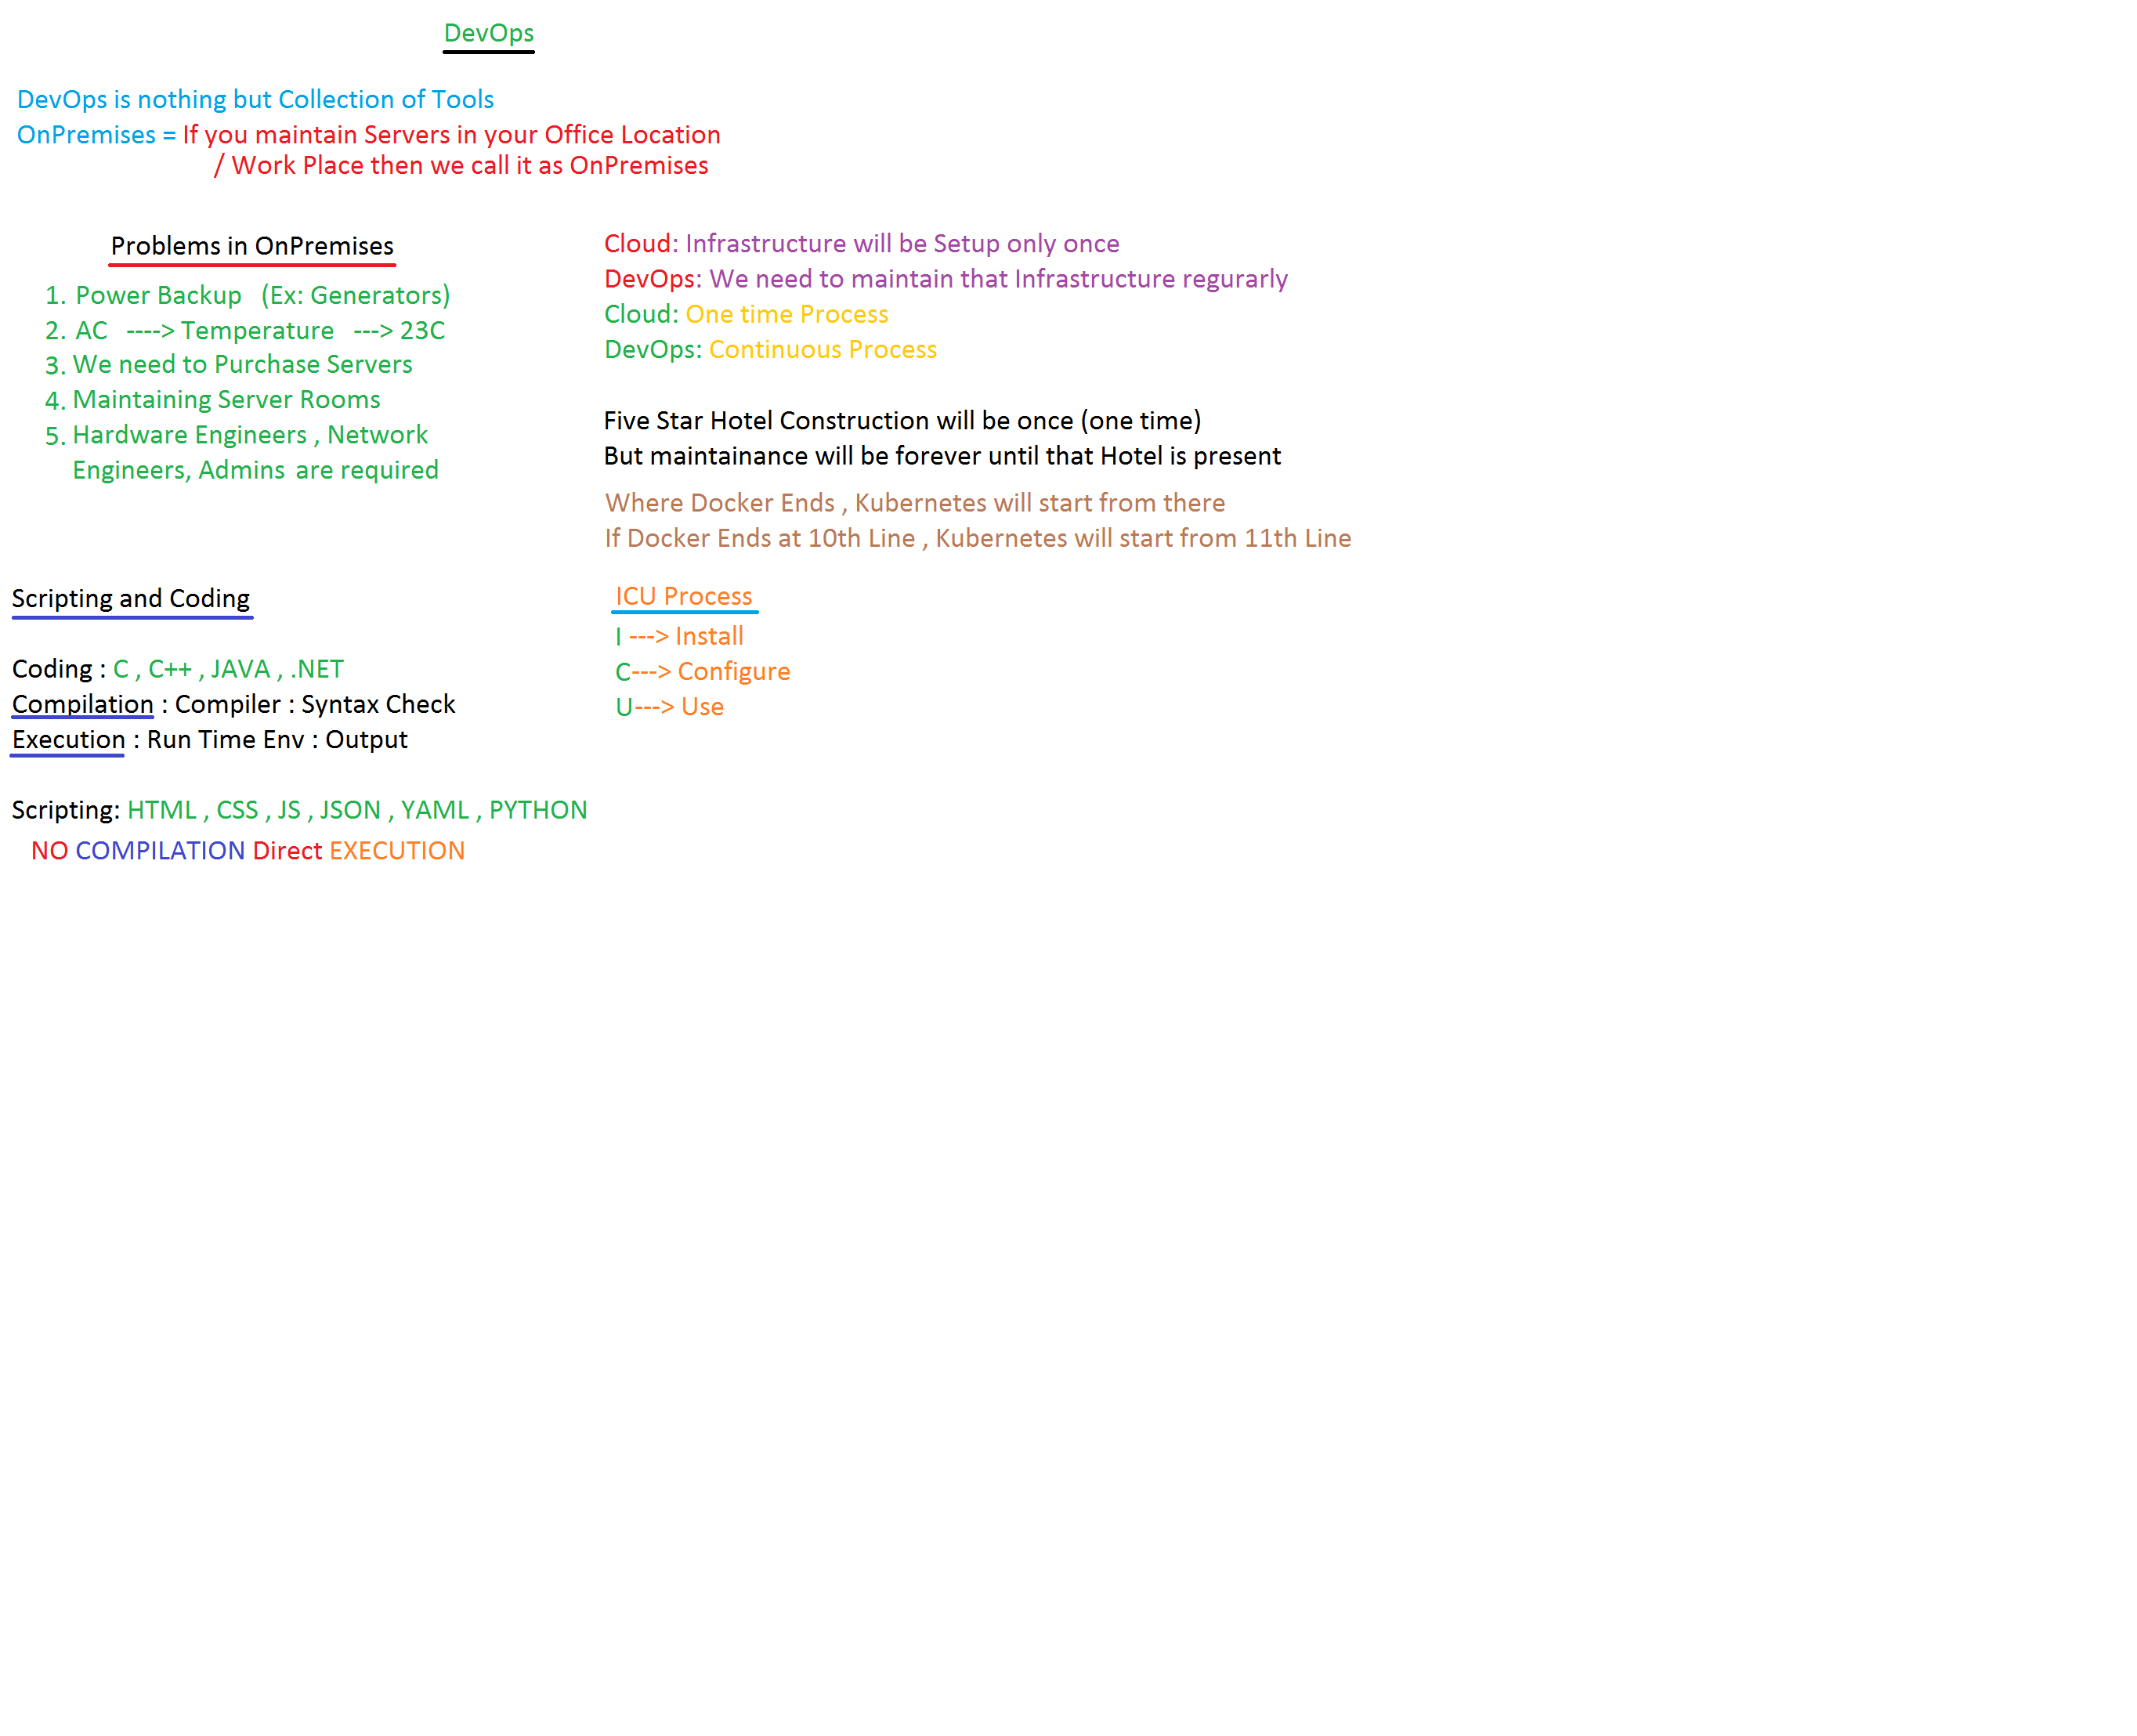 DevOps
DevOps is nothing but Collection of Tools
OnPremises = If you maintain Servers in your Office Location
/ Work Place then we call it as OnPremises
Problems in OnPremises
1. Power Backup (Ex: Generators)
2. AC ----> Temperature ---> 23C
3. We need to Purchase Servers
4. Maintaining Server Rooms
5. Hardware Engineers , Network
Engineers, Admins are required
Cloud: Infrastructure will be Setup only once
DevOps: We need to maintain that Infrastructure regurarly
Cloud: One time Process
DevOps: Continuous Process
Five Star Hotel Construction will be once (one time)
But maintainance will be forever until that Hotel is present
Where Docker Ends , Kubernetes will start from there
If Docker Ends at 10th Line , Kubernetes will start from 11th Line
Scripting and Coding
Coding : C , C++ , JAVA , .NET
Compilation : Compiler : Syntax Check
Execution : Run Time Env : Output
Scripting: HTML , CSS , JS , JSON , YAML , PYTHON
NO COMPILATION Direct EXECUTION
ICU Process
I ---> Install
C---> Configure
U---> Use